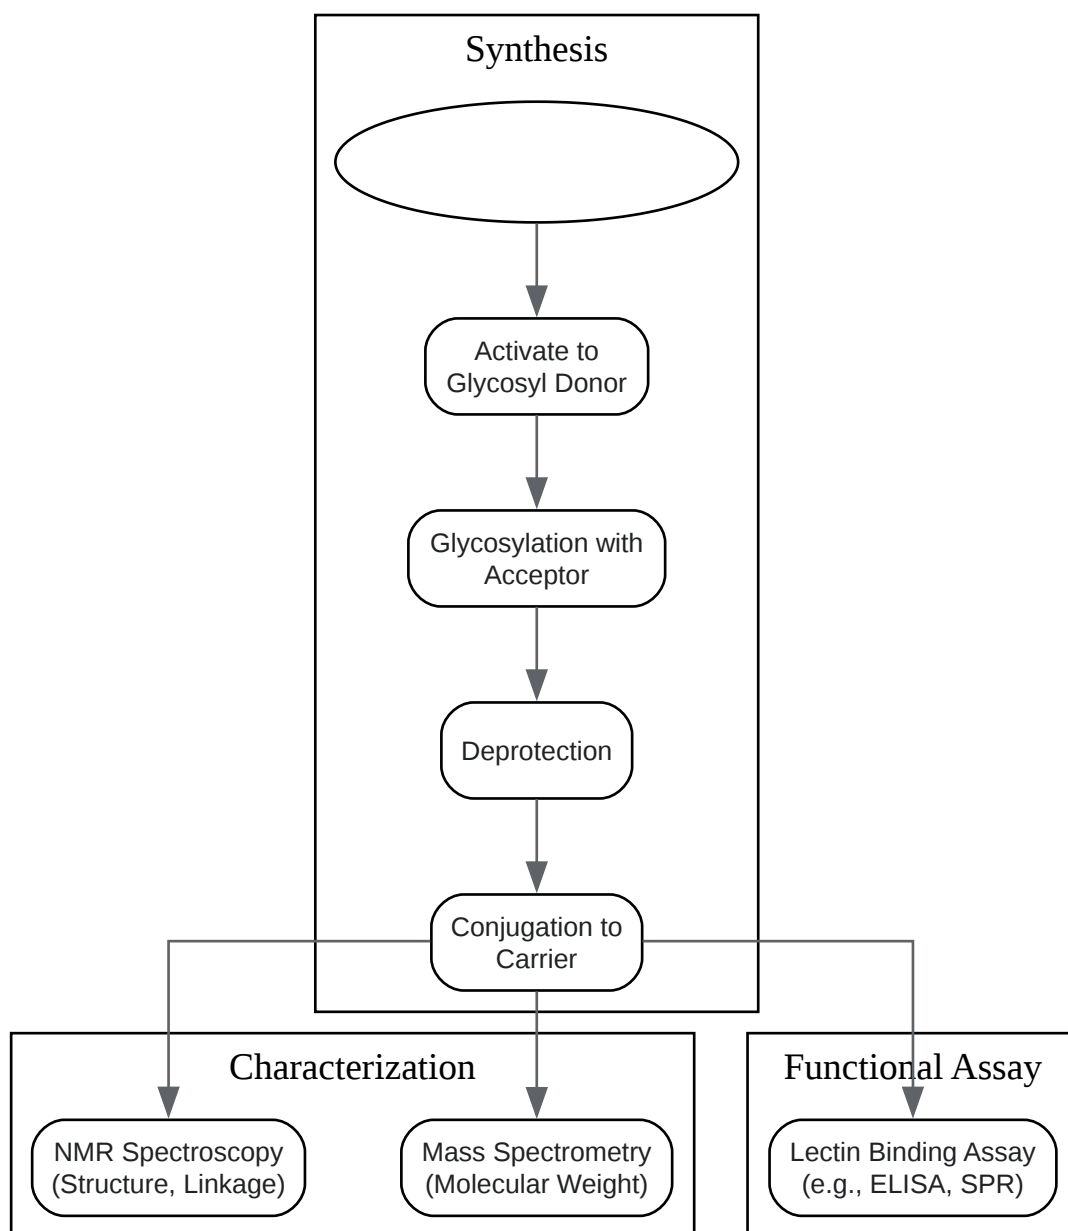 Synthesis
Activate to
Glycosyl Donor
Glycosylation with
Acceptor
Deprotection
Conjugation to
Carrier
Characterization
NMR Spectroscopy
(Structure, Linkage)
Mass Spectrometry
(Molecular Weight)
Functional Assay
Lectin Binding Assay
(e.g., ELISA, SPR)